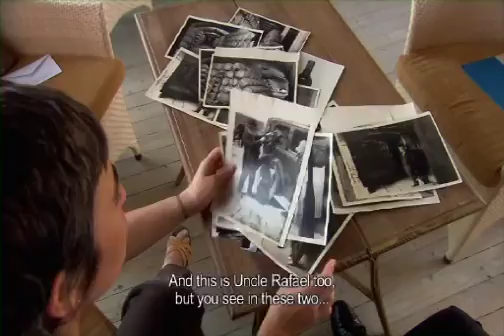 And this is Uncle Rafael too,
but you see in these two...